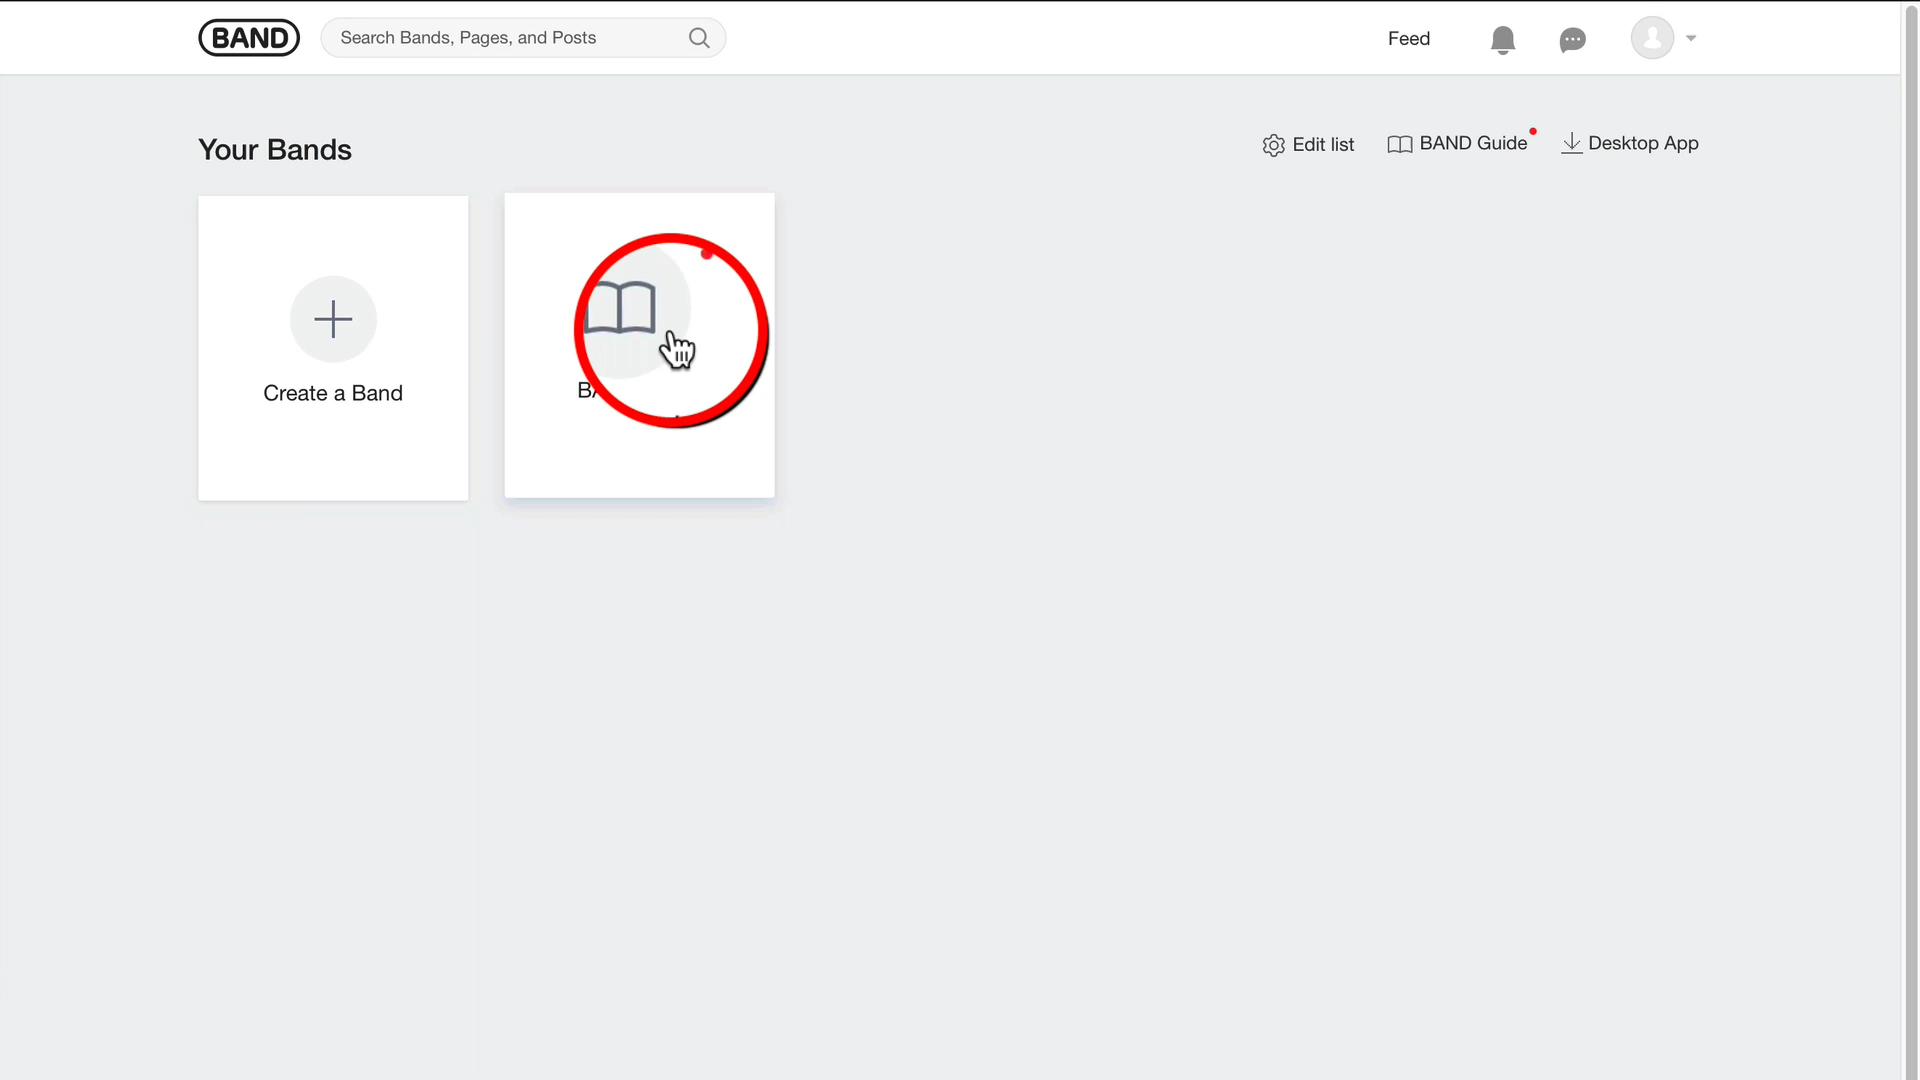 BAND
Search Bands, Pages, and Posts
Feed
Your Bands
Edit list
BAND Guide
Desktop App
Create a Band